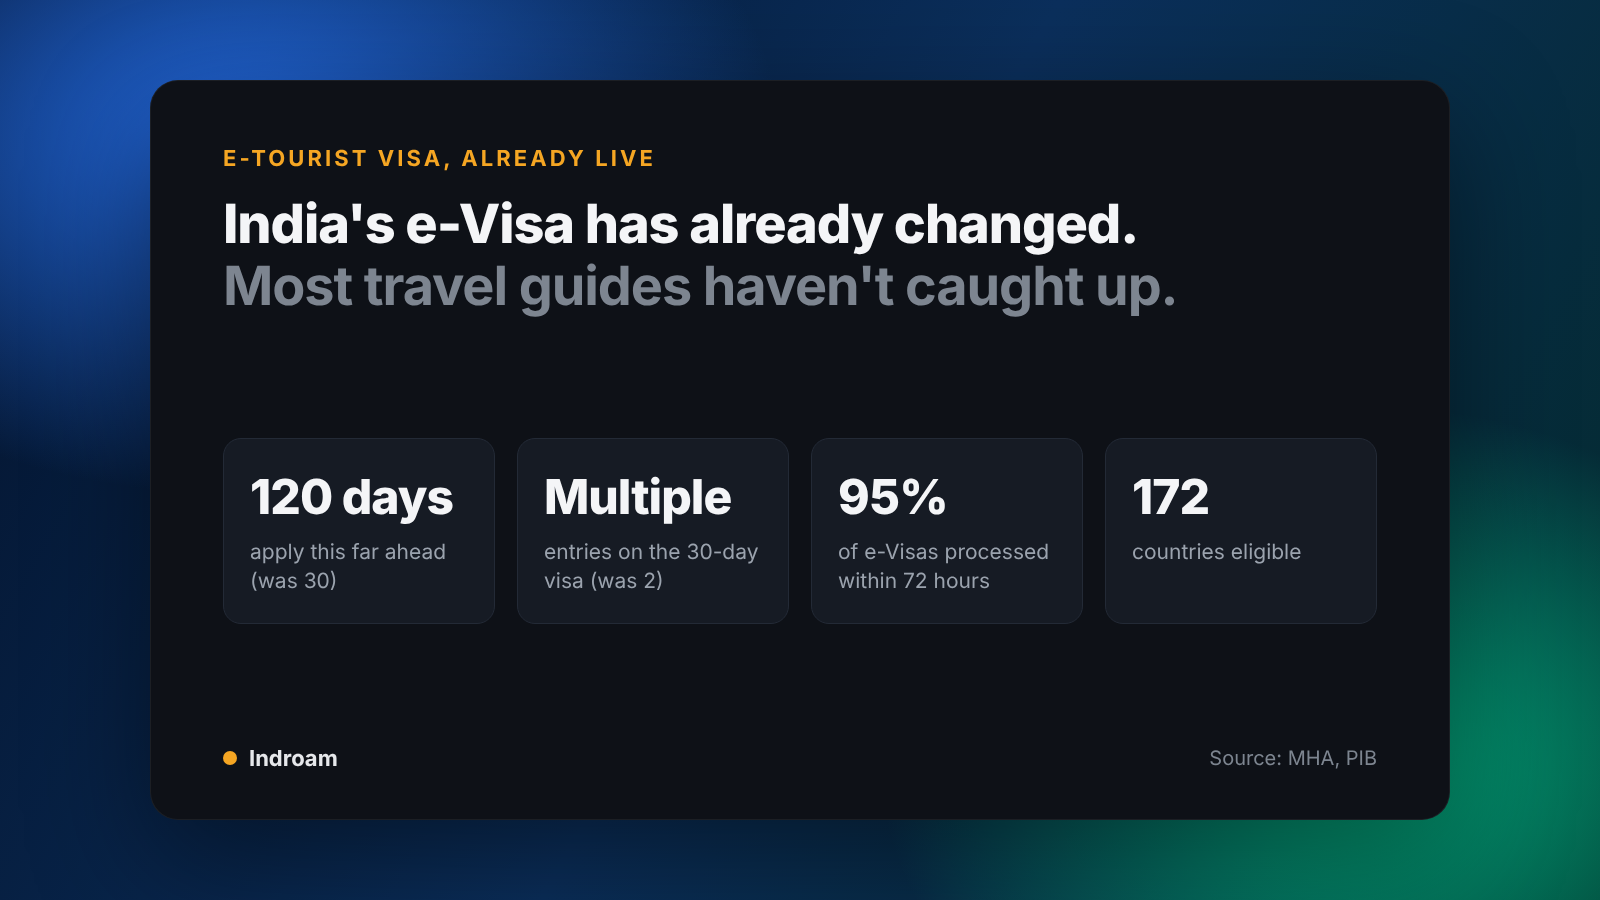 E-TOURIST VISA, ALREADY LIVE
India's e-Visa has already changed.
Most travel guides haven't caught up.
120 days
apply this far ahead
(was 30)
Multiple
entries on the 30-day
visa (was 2)
95%
of e-Visas processed
within 72 hours
172
countries eligible
Indroam
Source: MHA, PIB